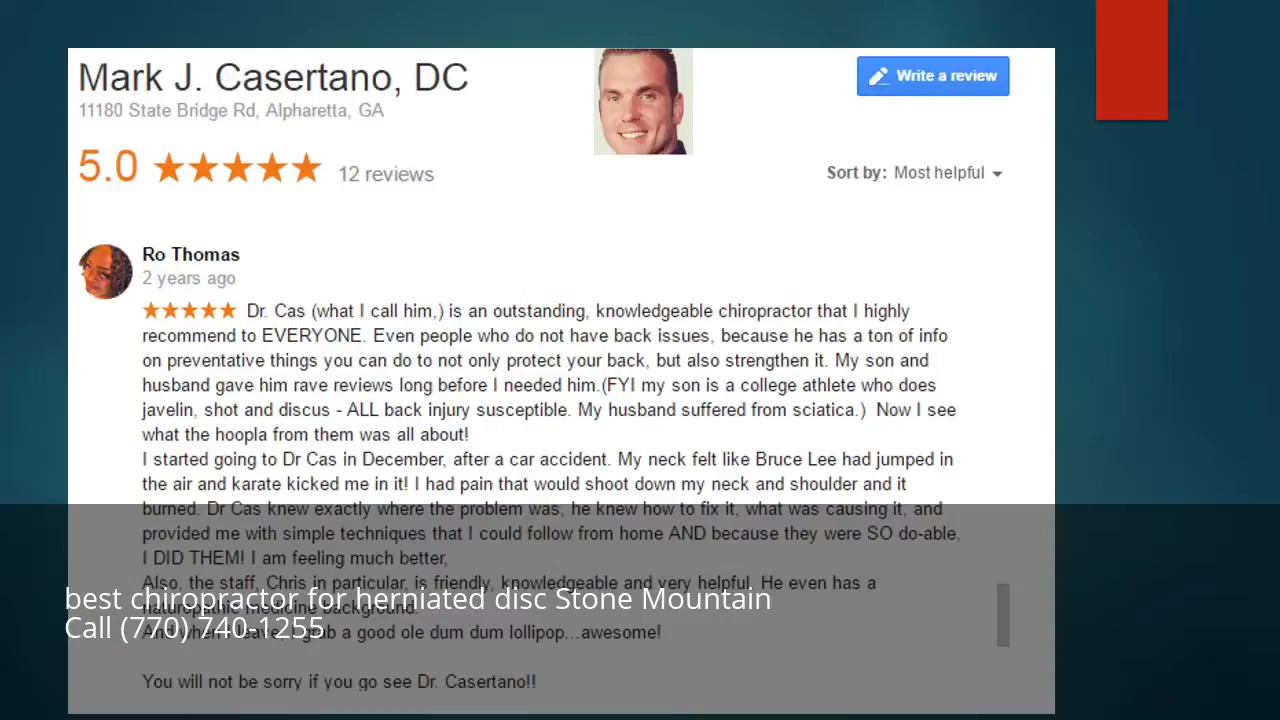 Mark J. Casertano, DC
Write a review
11180 State Bridge Rd, Alpharetta, GA
5.0 12 reviews
Sort by: Most helpful
Ro Thomas
2 years ago
Dr. Cas (what I call him,) is an outstanding, knowledgeable chiropractor that I highly
recommend to EVERYONE. Even people who do not have back issues, because he has a ton of info
on preventative things you can do to not only protect your back, but also strengthen it. My son and
husband gave him rave reviews long before I needed him.(FYI my son is a college athlete who does
javelin, shot and discus - ALL back injury susceptible. My husband suffered from sciatica.) Now I see
what the hoopla from them was all about!
I started going to Dr Cas in December, after a car accident. My neck felt like Bruce Lee had jumped in
the air and karate kicked me in it! I had pain that would shoot down my neck and shoulder and it
burned. Dr Cas knew exactly where the problem was, he knew how to fix it, what was causing it, and
provided me with simple techniques that I could follow from home AND because they were SO do-able,
I DID THEM! I am feeling much better,
Also, the staff, Chris in particular, is friendly, knowledgeable and very helpful. He even has a
best chiropractor for herniated disc Stone Mountain
naturopathic medicine background.
Call (770) 740-1255
And when I leave, I grab a good ole dum dum lollipop...awesome!
You will not be sorry if you go see Dr. Casertano!!